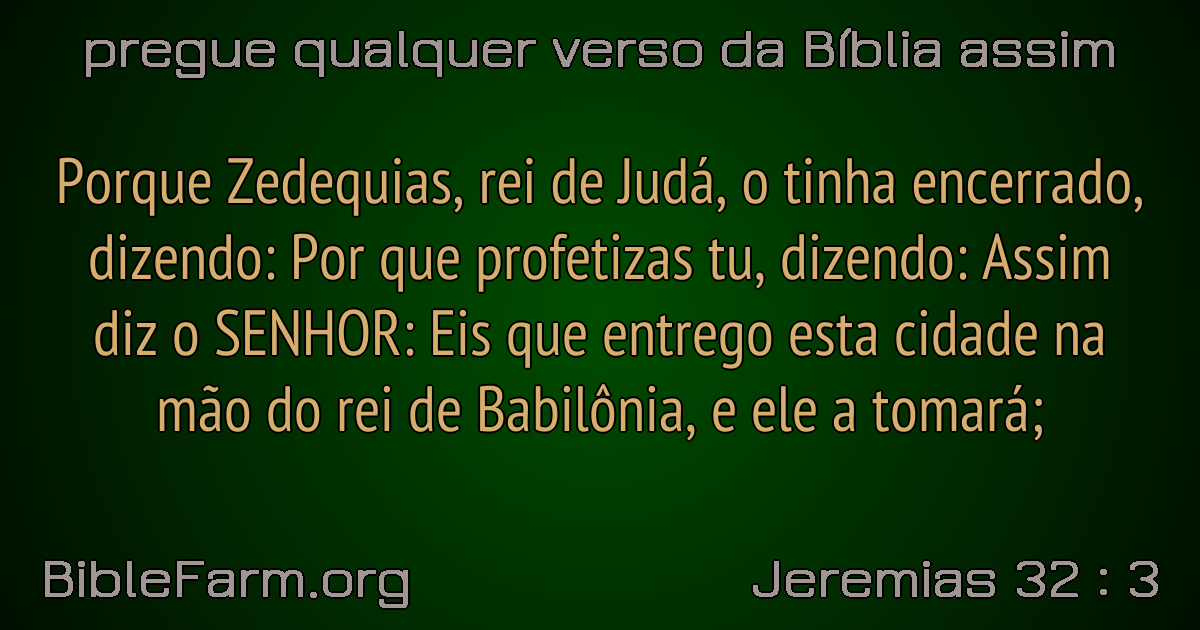 pregue qualquer verso da Bíblia assim
Porque Zedequias, rei de Judá, o tinha encerrado,
dizendo: Por que profetizas tu, dizendo: Assim
diz o SENHOR: Eis que entrego esta cidade na
mão do rei de Babilônia, e ele a tomará;
BibleFarm.org
Jeremias 32 : 3